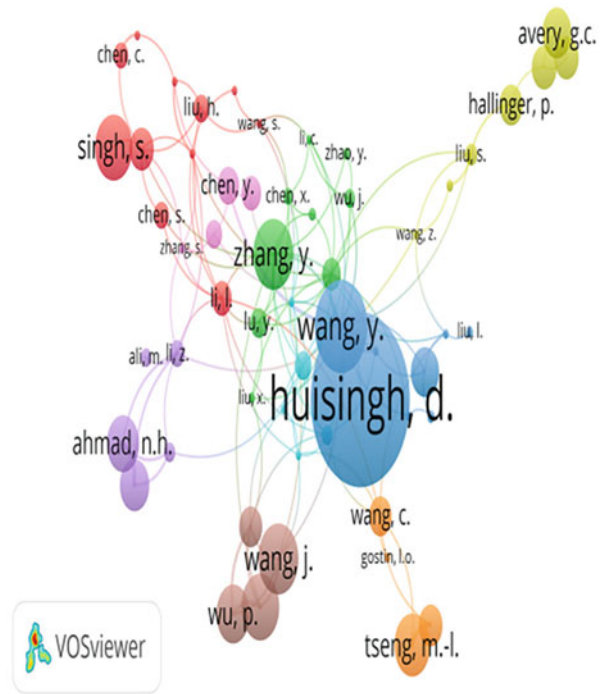 avery, g.c.
chen, c.
hallinger, p.
liu, h.
wang, s.
singh, s.
li, c.
zhao, y.
liu, s.
chen, y.
chen, x.
wu, j.
chen, s.
wang, z.
zhang, s.
zhang, y.
li, l.
lu, y.
wang, y.
liu, l.
ali, m.
li, z.
liu, x.
huisingh, d.
ahmad, n.h.
wang, c.
gostin, l.o.
wang, j.
wu, p.
tseng, m.-l.
VOSviewer